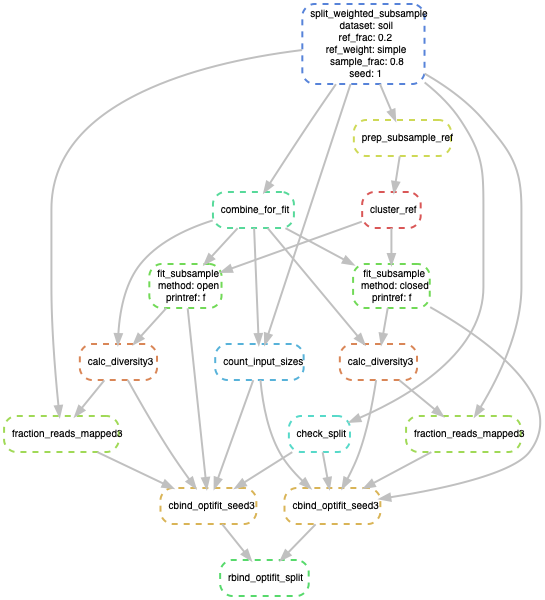 split_weighted_subsample
dataset: soil
ref_frac: 0.2
ref_weight: simple
sample_frac: 0.8
seed: 1
prep_subsample_ref
combine_for_fit
cluster_ref
fit_subsample
method: open
printref: f
fit_subsample
method: closed
printref: f
calc_diversity3
count_input_sizes
calc_diversity3
fraction_reads_mapped3
check_split
fraction_reads_mapped3
cbind_optifit_seed3
cbind_optifit_seed3
rbind_optifit_split